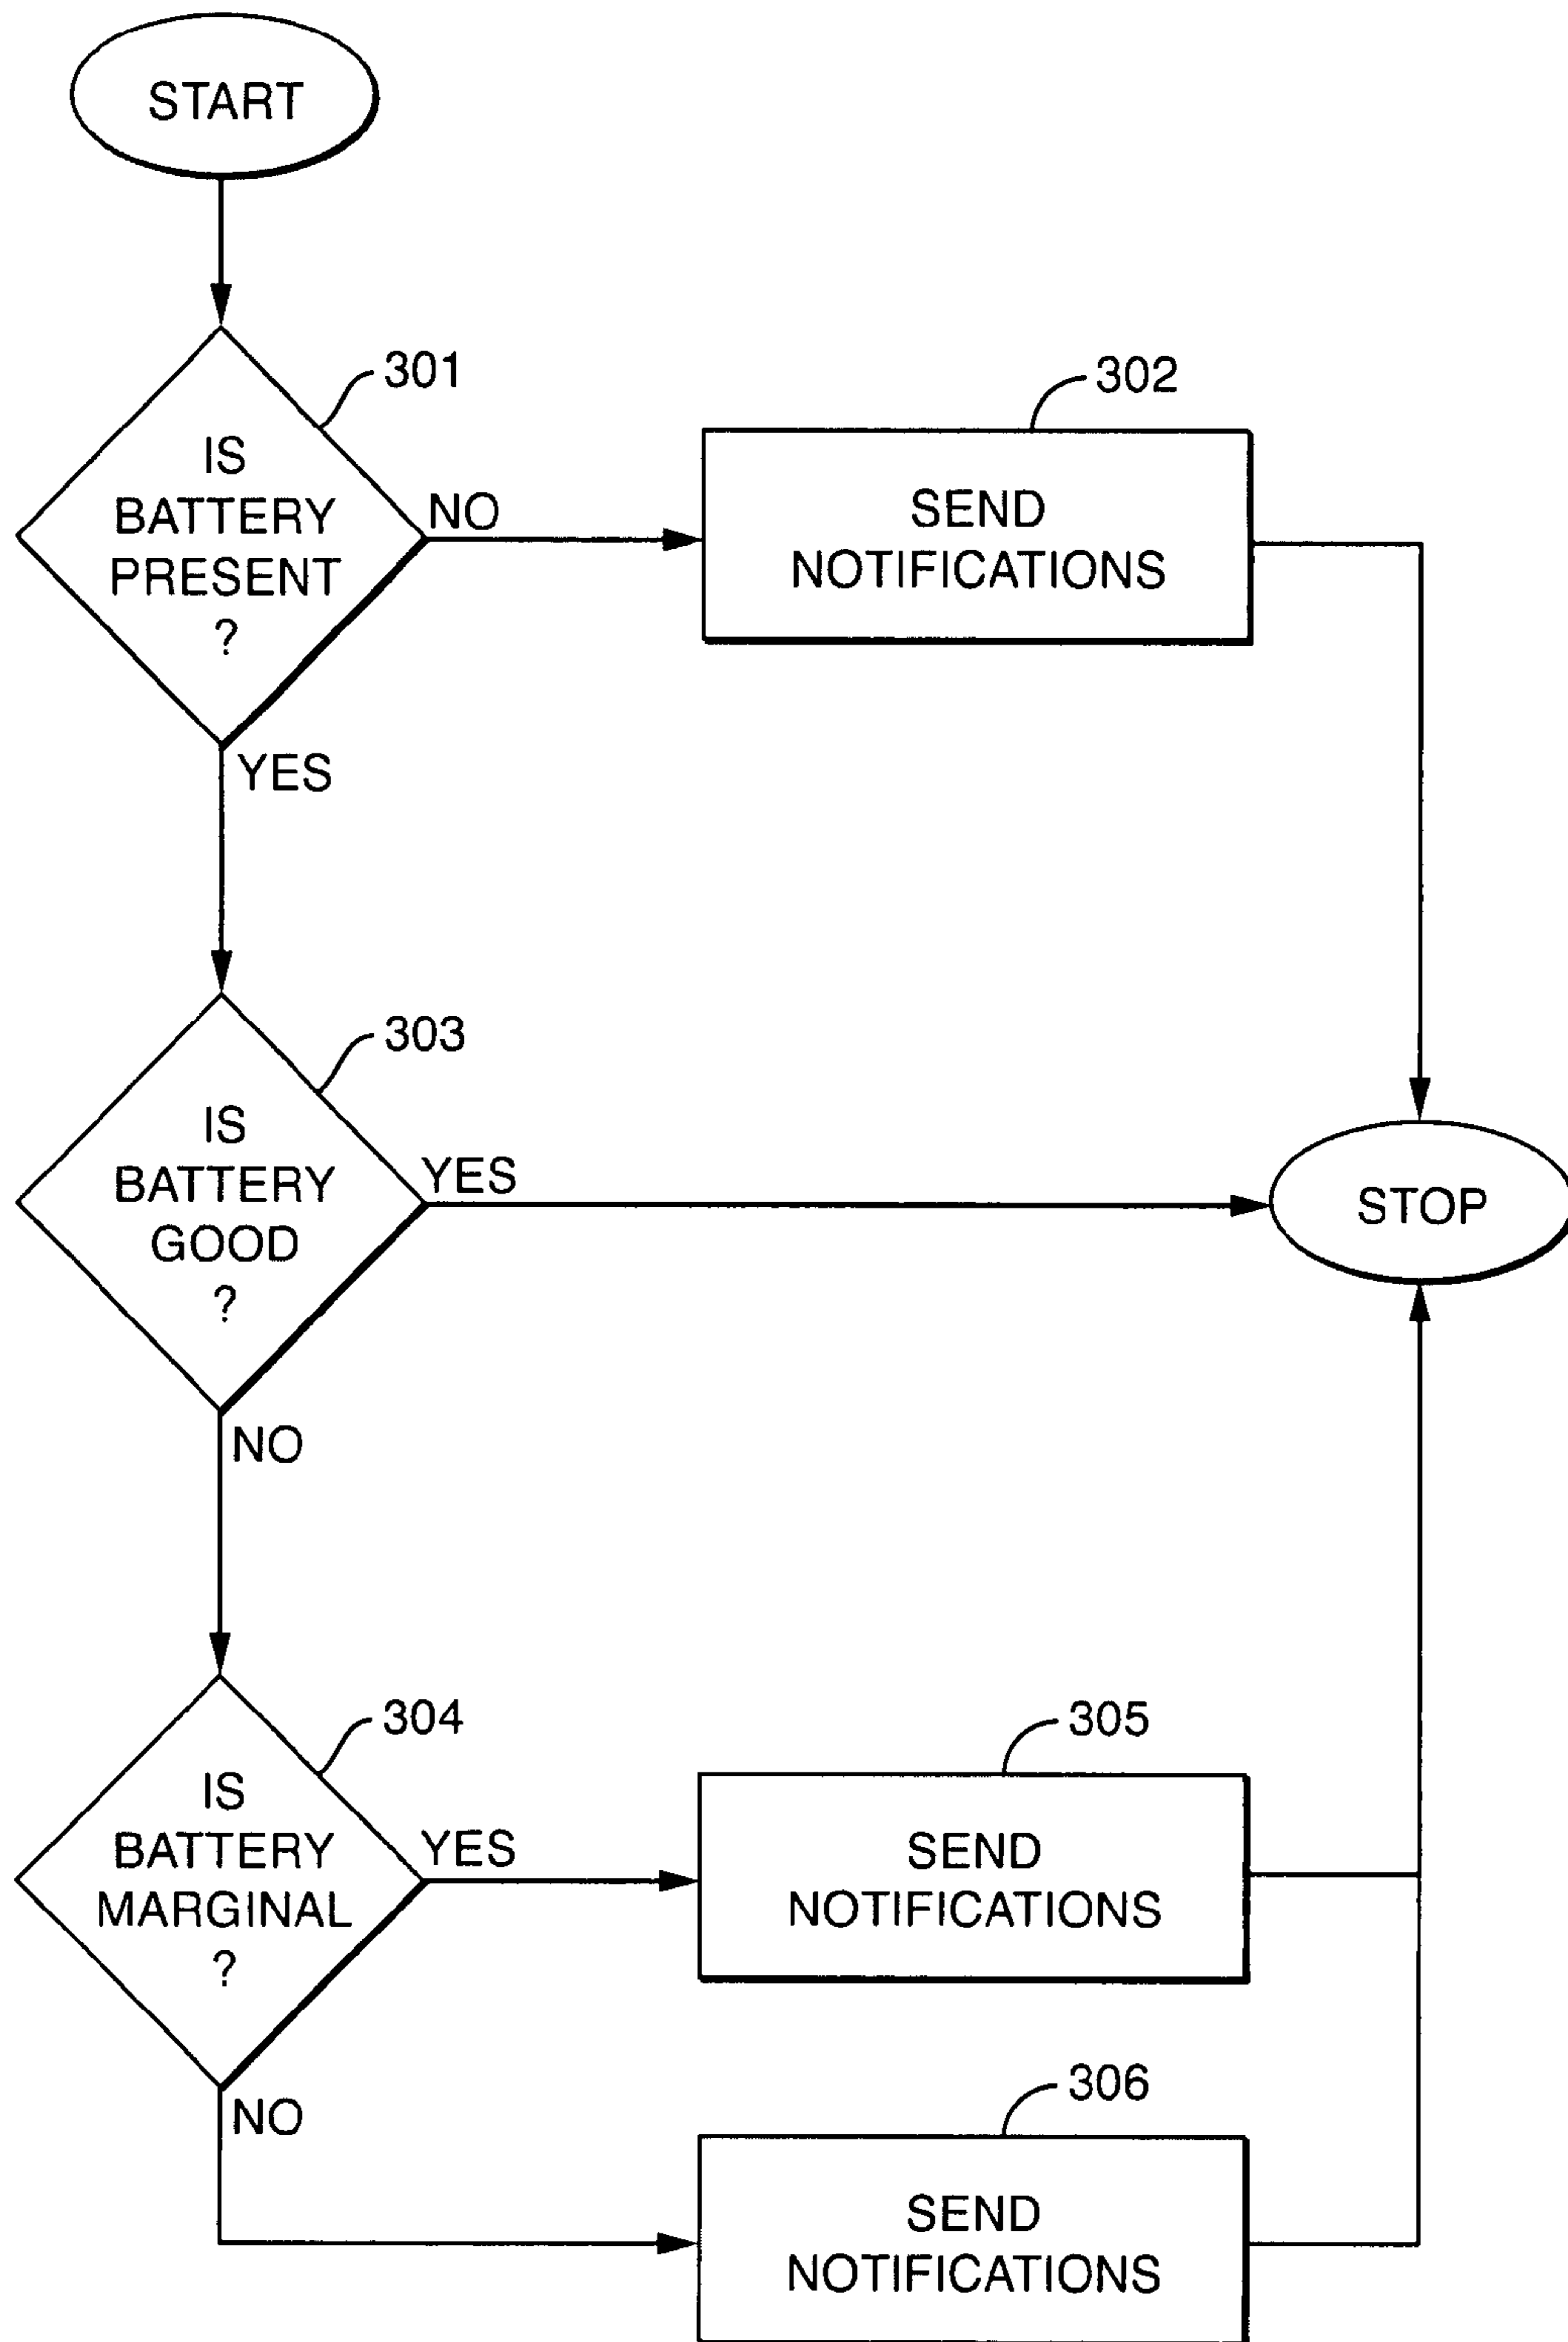 START
301
IS
BATTERY
PRESENT
?
NO
YES
302
SEND
NOTIFICATIONS
303
IS
BATTERY
GOOD
?
YES
NO
STOP
304
IS
BATTERY
MARGINAL
?
YES
NO
305
SEND
NOTIFICATIONS
306
SEND
NOTIFICATIONS